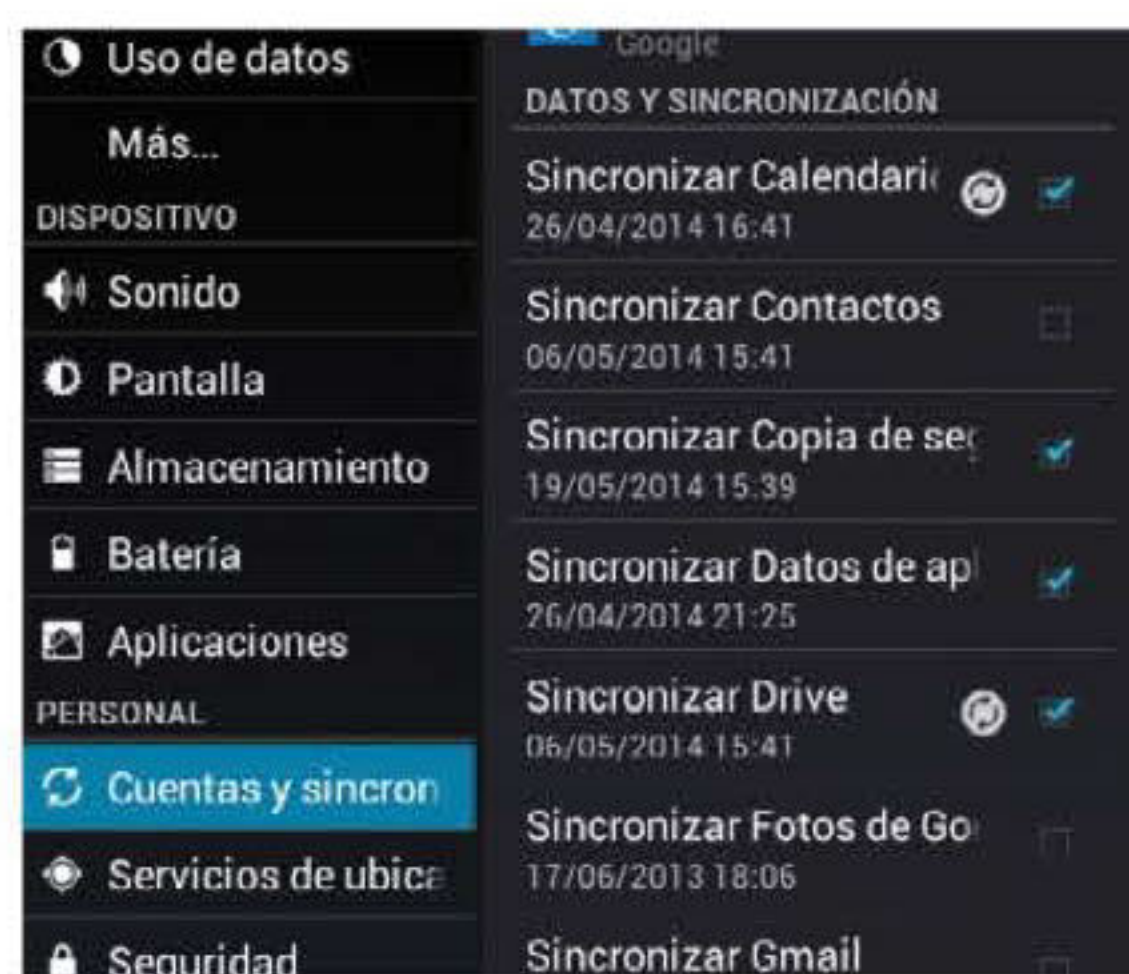 Uso de datos
Más...
DISPOSITIVO
Sonido
Pantalla
Almacenamiento
Batería
Aplicaciones
PERSONAL
Cuentas y sincron
Servicios de ubica
Seguridad
Google
DATOS Y SINCRONIZACIÓN
Sincronizar Calendari
26/04/2014 16:41
Sincronizar Contactos
06/05/2014 15:41
Sincronizar Copia de seg
19/05/2014 15:39
Sincronizar Datos de apl
26/04/2014 21:25
Sincronizar Drive
06/05/2014 15:41
Sincronizar Fotos de Go
17/06/2013 18:06
Sincronizar Gmail